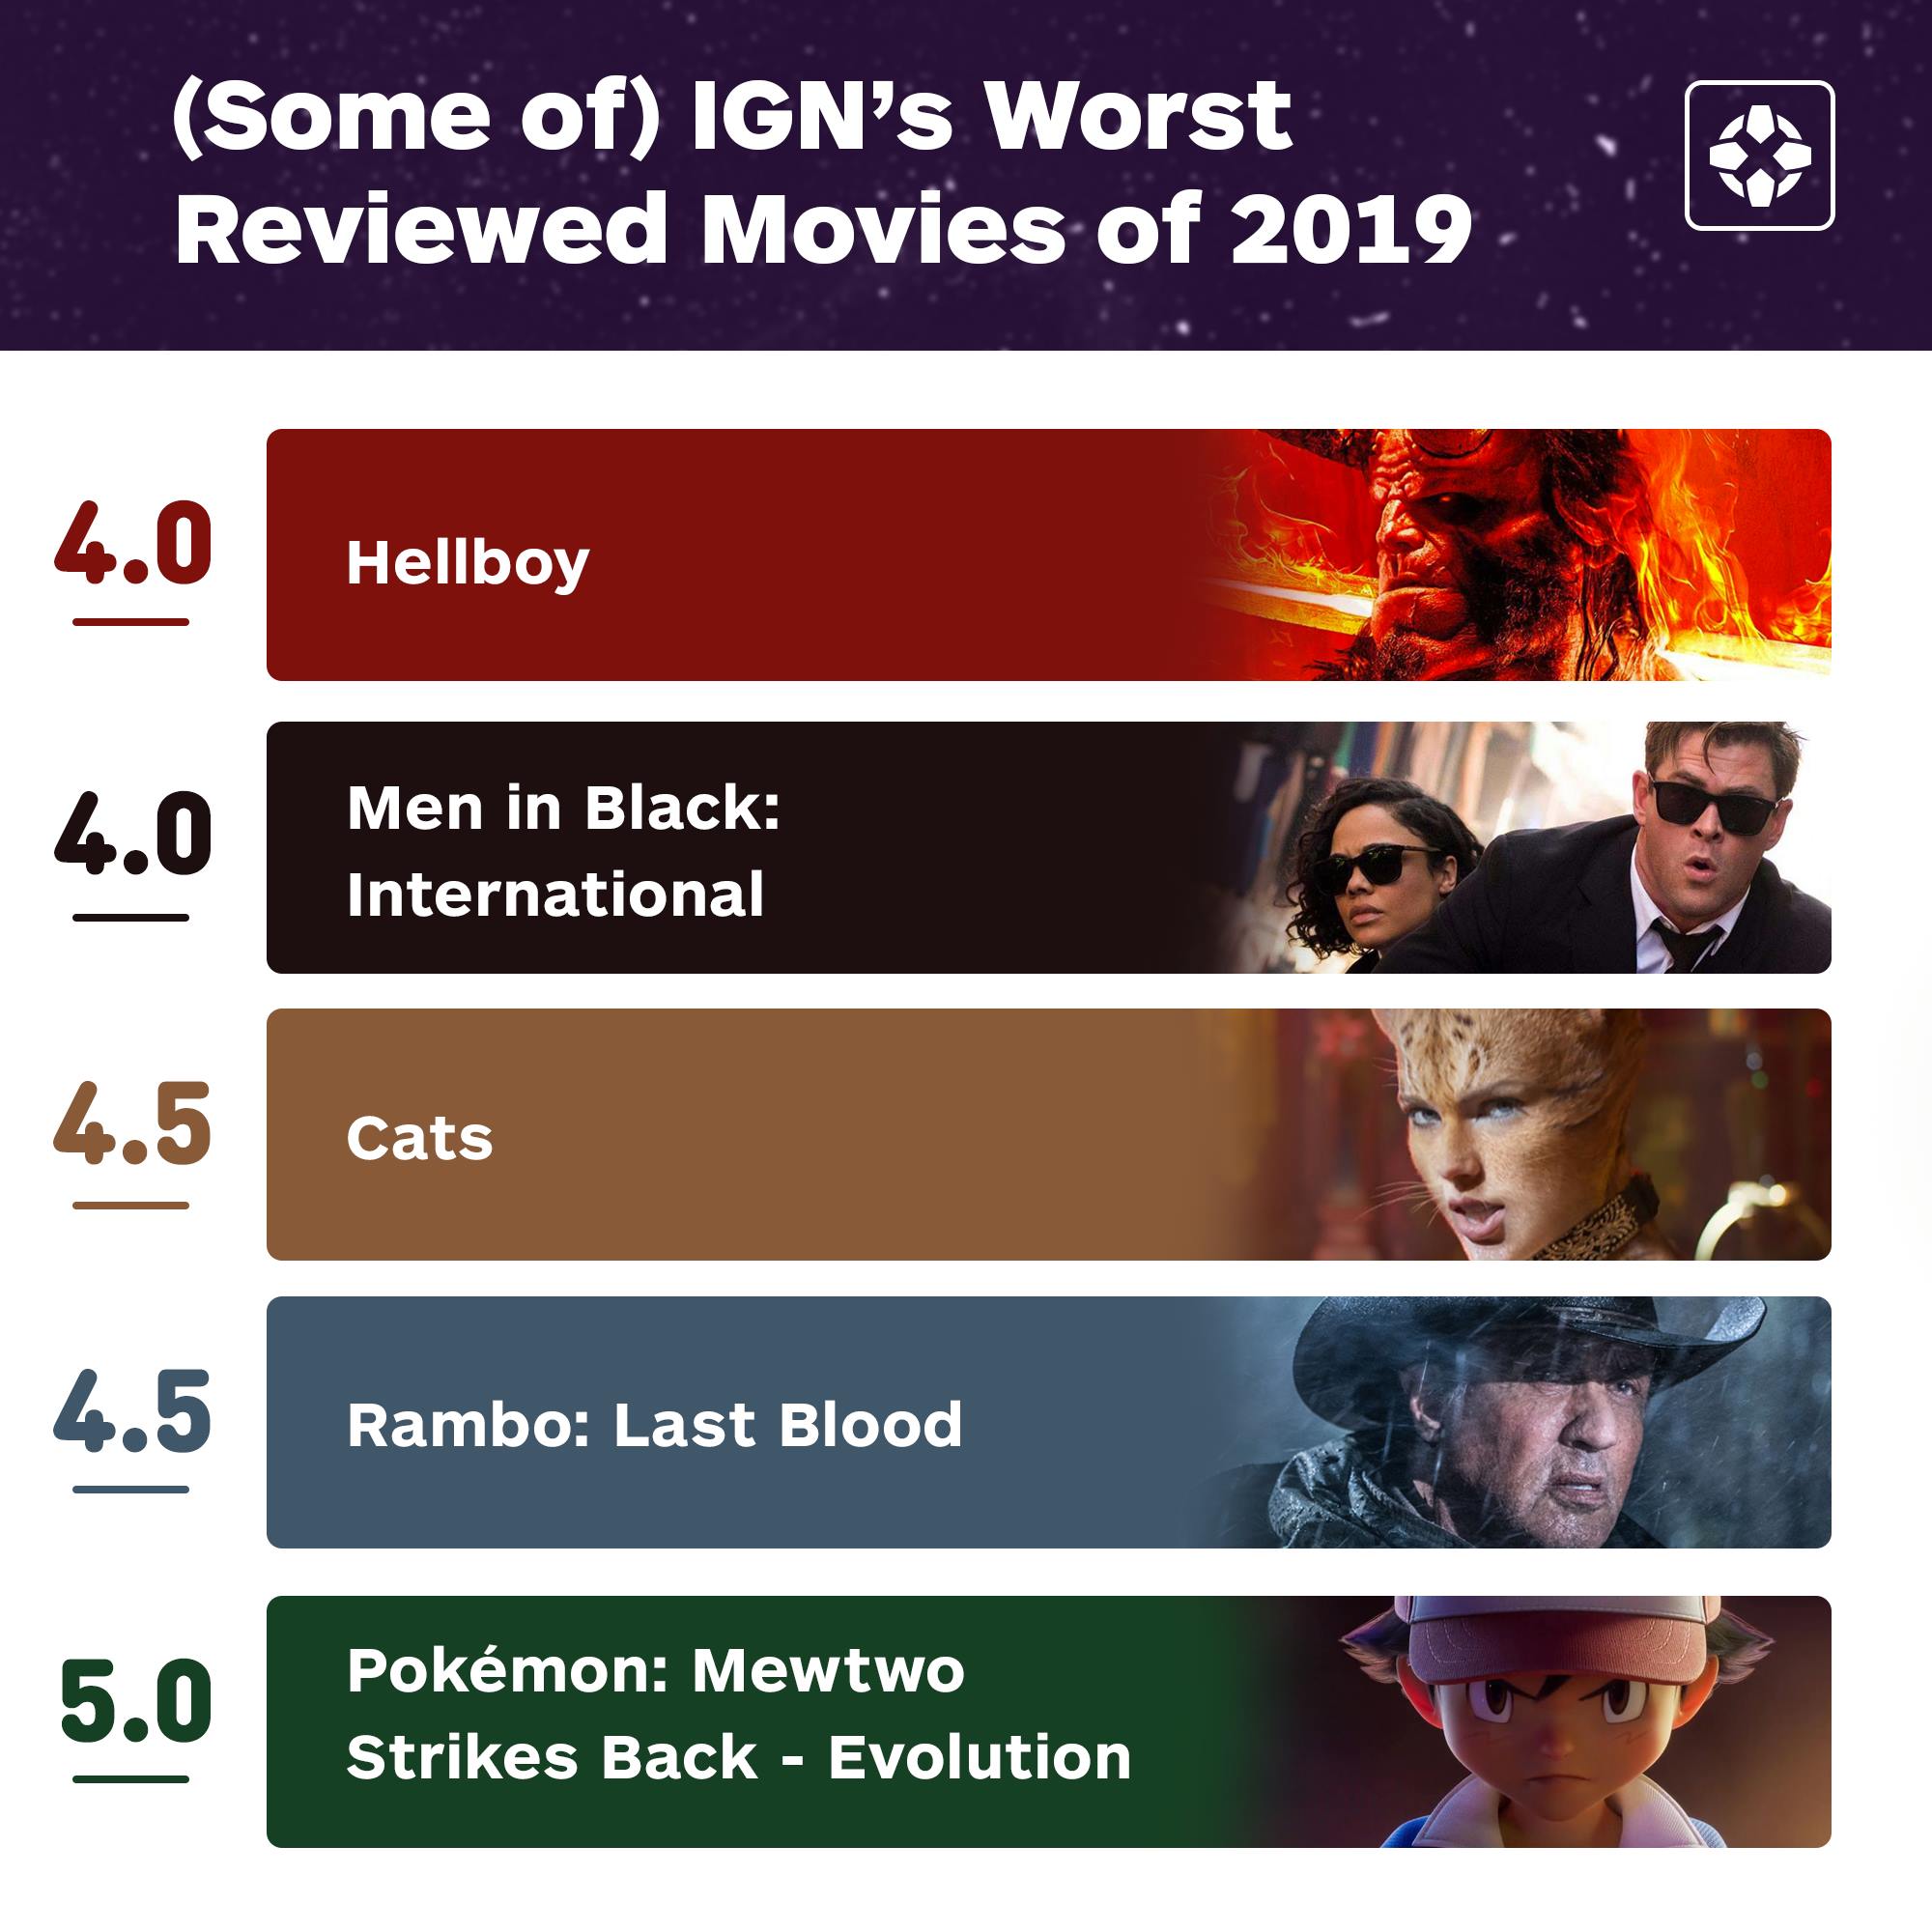 (Some of) IGN’s Worst
Reviewed Movies of 2019
4.0
Hellboy
4.0
Men in Black:
International
4.5
Cats
4.5
Rambo: Last Blood
5.0
Pokémon: Mewtwo
Strikes Back - Evolution